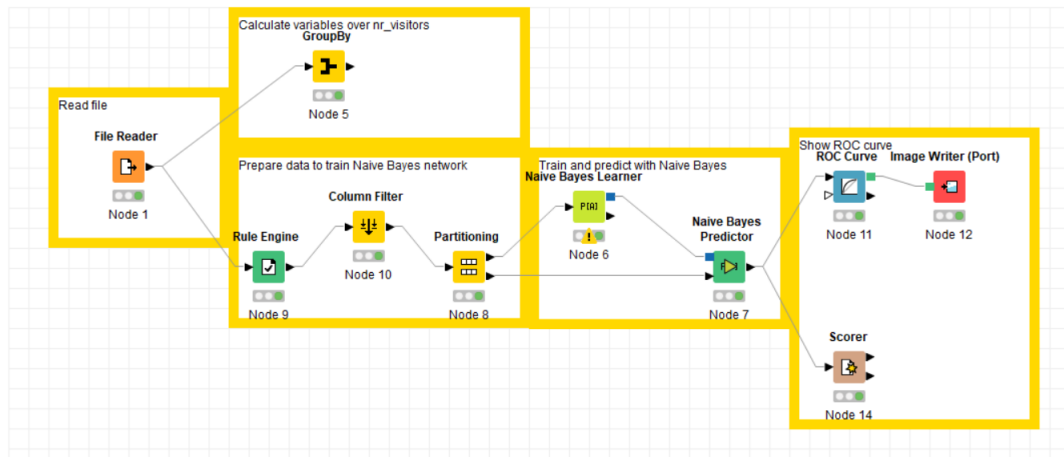 Calculate variables over nr_visitors
GroupBy
Node 5
Read file
File Reader
Node 1
Prepare data to train Naive Bayes network
Rule Engine
Node 9
Column Filter
Node 10
Partitioning
Node 8
Train and predict with Naive Bayes
Naive Bayes Learner
P[A]
Node 6
Naive Bayes
Predictor
Node 7
Show ROC curve
ROC Curve
Node 11
Image Writer (Port)
Node 12
Scorer
Node 14